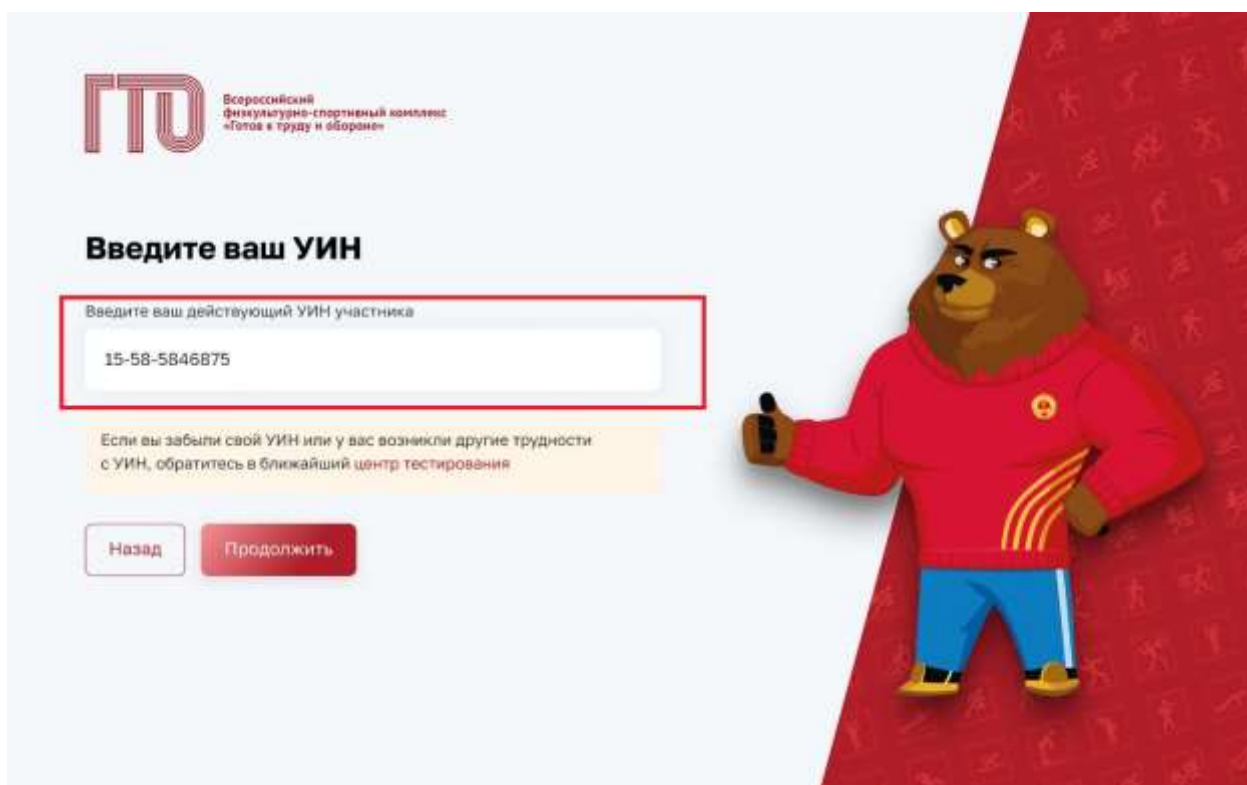 ГТО
Всероссийский
физкультурно-спортивный комплекс
«Готов к труду и обороне»
Введите ваш УИН
Введите ваш действующий УИН участника
15-58-5846875
Если вы забыли свой УИН или у вас возникли другие трудности
с УИН, обратитесь в ближайший центр тестирования
Назад
Продолжить